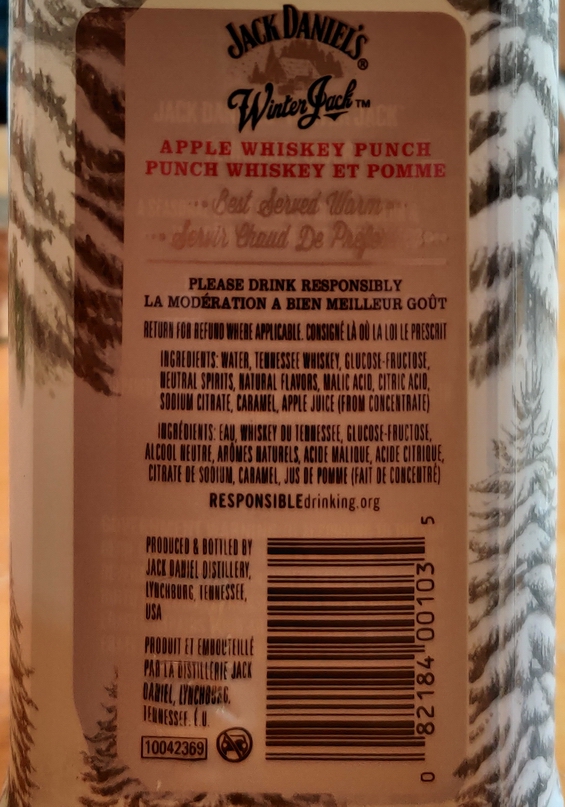 JACK DANIEL'S
®
Winter Jack™
APPLE WHISKEY PUNCH
PUNCH WHISKEY ET POMME
Best Served Warm
Servir Chaud De
PLEASE DRINK RESPONSIBLY
LA MODÉRATION A BIEN MEILLEUR GOÛT
RETURN FOR REFUND WHERE APPLICABLE. CONSIGNÉ LÀ OÙ LA LOI LE PRESCRIT
INGREDIENTS: WATER, TENNESSEE WHISKEY, GLUCOSE-FRUCTOSE,
NEUTRAL SPIRITS, NATURAL FLAVORS, MALIC ACID, CITRIC ACID,
SODIUM CITRATE, CARAMEL, APPLE JUICE (FROM CONCENTRATE)
INGRÉDIENTS: EAU, WHISKEY DU TENNESSEE, GLUCOSE-FRUCTOSE,
ALCOOL NEUTRE, ARÔMES NATURELS, ACIDE MALIQUE, ACIDE CITRIQUE,
CITRATE DE SODIUM, CARAMEL, JUS DE POMME (FAIT DE CONCENTRÉ)
RESPONSIBLEdrinking.org
PRODUCED & BOTTLED BY
JACK DANIEL DISTILLERY,
LYNCHBURG, TENNESSEE,
USA
PRODUIT ET EMBOUTEILLÉ
PAR LA DISTILLERIE JACK
DANIEL, LYNCHBURG,
TENNESSEE, É.U.
10042369
0 82184 00103 5